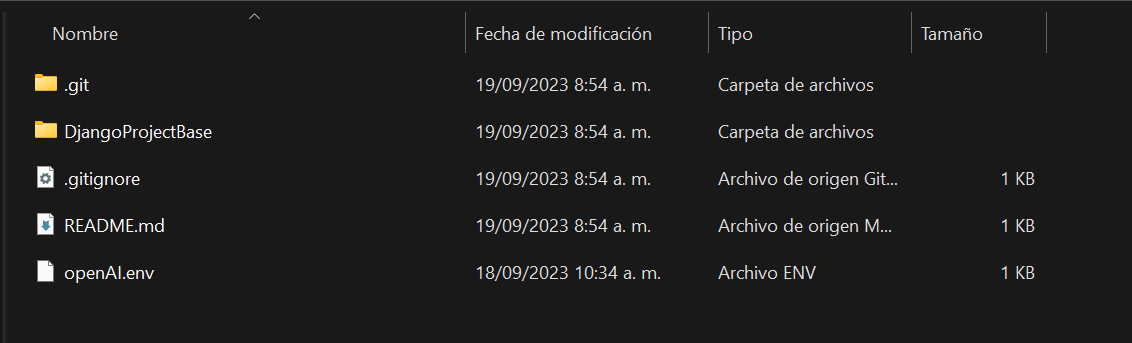 Nombre Fecha de modificación Tipo Tamaño
.git 19/09/2023 8:54 a. m. Carpeta de archivos
DjangoProjectBase 19/09/2023 8:54 a. m. Carpeta de archivos
.gitignore 19/09/2023 8:54 a. m. Archivo de origen Git... 1 KB
README.md 19/09/2023 8:54 a. m. Archivo de origen M... 1 KB
openAI.env 18/09/2023 10:34 a. m. Archivo ENV 1 KB